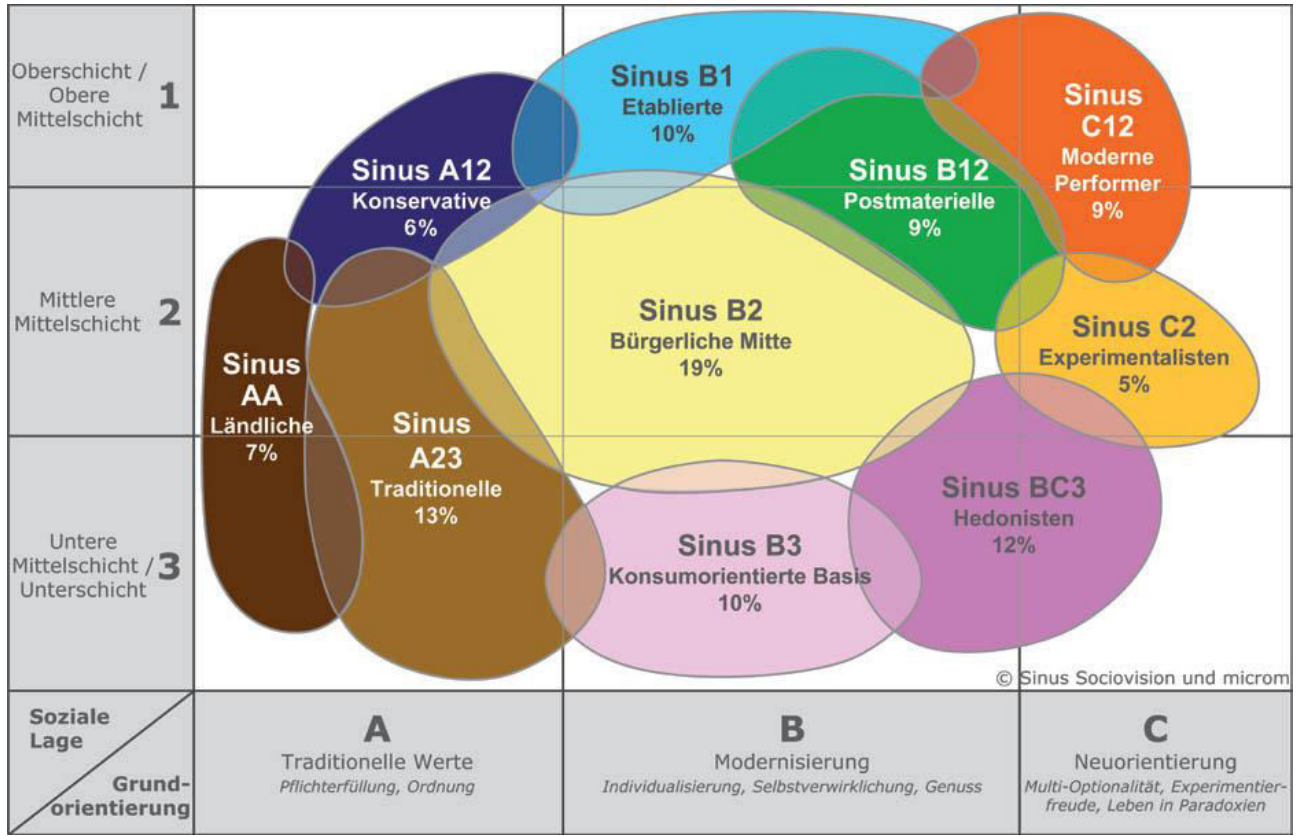 Oberschicht /
Obere
Mittelschicht
1
Mittlere
Mittelschicht
2
Untere
Mittelschicht /
Unterschicht
3
Sinus B1
Etablierte
10%
Sinus
C12
Moderne
Performer
9%
Sinus A12
Konservative
6%
Sinus B12
Postmaterielle
9%
Sinus B2
Bürgerliche Mitte
19%
Sinus C2
Experimentalisten
5%
Sinus
AA
Ländliche
7%
Sinus
A23
Traditionelle
13%
Sinus BC3
Hedonisten
12%
Sinus B3
Konsumorientierte Basis
10%
© Sinus Sociovision und microm
Soziale
Lage
Grund-
orientierung
A
Traditionelle Werte
Pflichterfüllung, Ordnung
B
Modernisierung
Individualisierung, Selbstverwirklichung, Genuss
C
Neuorientierung
Multi-Optionalität, Experimentier-
freude, Leben in Paradoxien